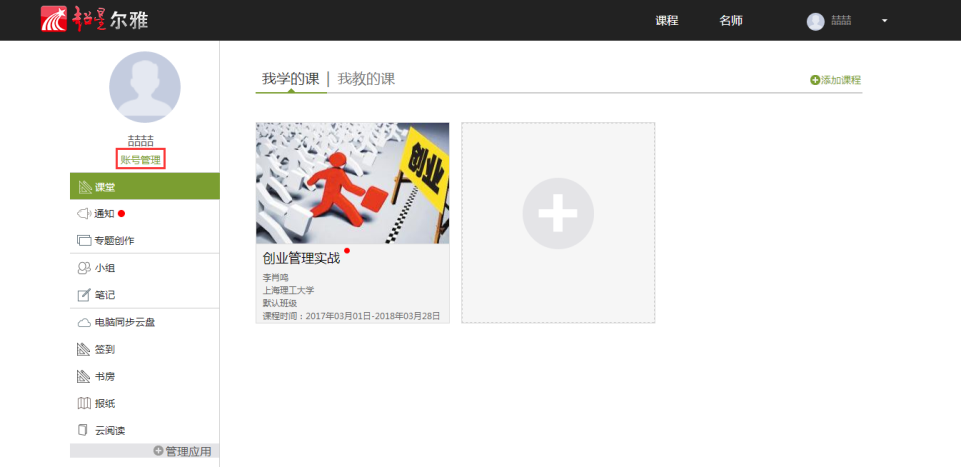 超星尔雅
课程
名师
喆喆
喆喆
账号管理
课堂
通知
专题创作
小组
笔记
电脑同步云盘
签到
书房
报纸
云阅读
管理应用
我学的课 | 我教的课
添加课程
创业
创业管理实战
李肖鸣
上海理工大学
默认班级
课程时间：2017年03月01日-2018年03月28日